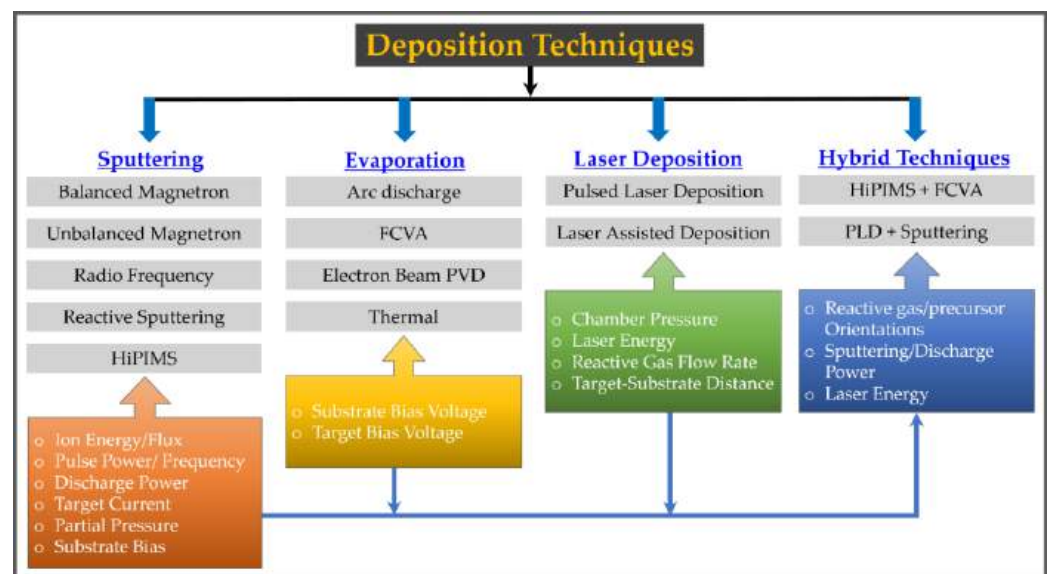 Deposition Techniques
Sputtering
Balanced Magnetron
Unbalanced Magnetron
Radio Frequency
Reactive Sputtering
HiPIMS
o Ion Energy/Flux
o Pulse Power/ Frequency
o Discharge Power
o Target Current
o Partial Pressure
o Substrate Bias
Evaporation
Arc discharge
FCVA
Electron Beam PVD
Thermal
o Substrate Bias Voltage
o Target Bias Voltage
Laser Deposition
Pulsed Laser Deposition
Laser Assisted Deposition
o Chamber Pressure
o Laser Energy
o Reactive Gas Flow Rate
o Target-Substrate Distance
Hybrid Techniques
HiPIMS + FCVA
PLD + Sputtering
o Reactive gas/precursor
Orientations
o Sputtering/Discharge
Power
o Laser Energy